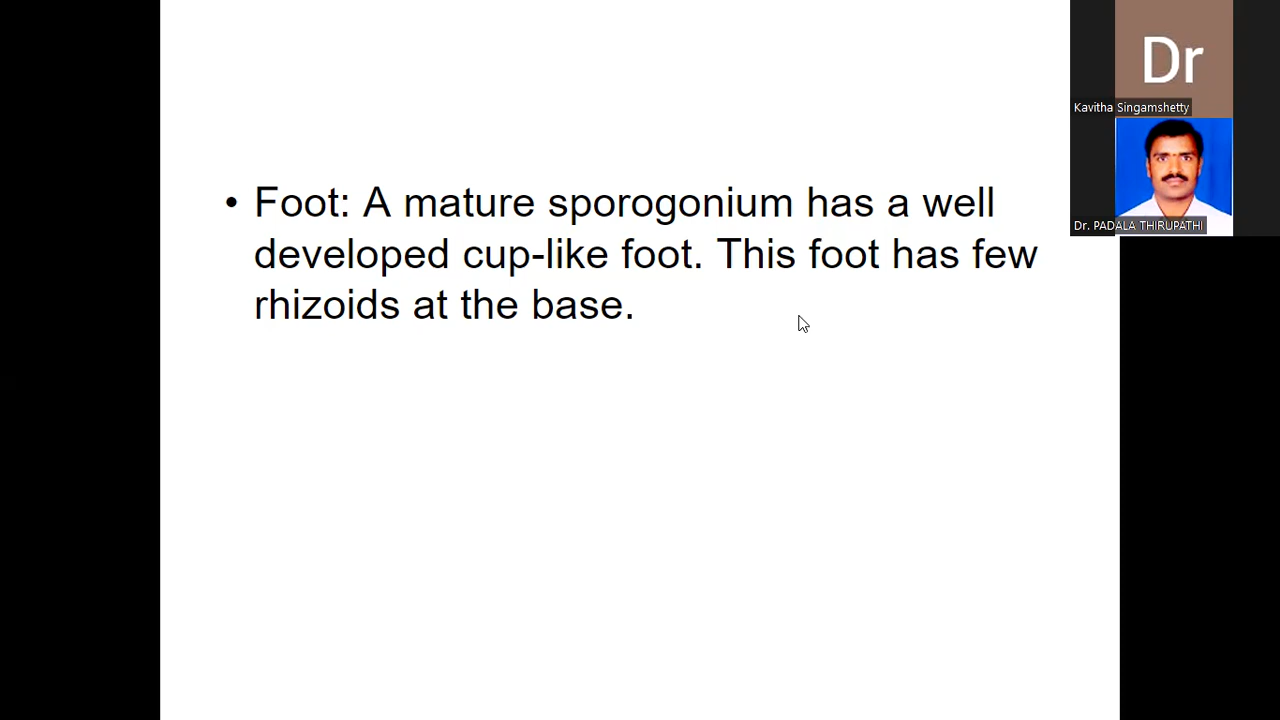 Dr
Kavitha Singamshetty
Dr. PADALA THIRUPATHI
• Foot: A mature sporogonium has a well
developed cup-like foot. This foot has few
rhizoids at the base.